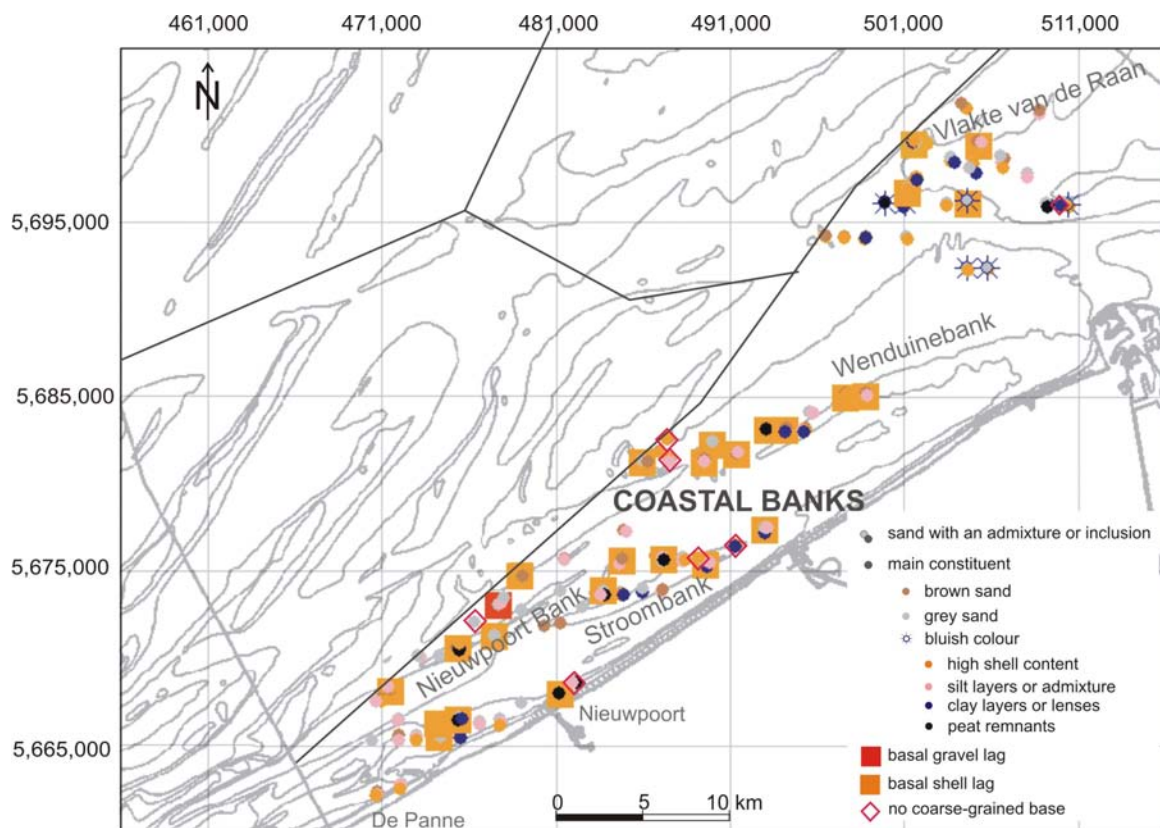 461,000 471,000 481,000 491,000 501,000 511,000
N
Vlakte van de Raan
5,695,000
Wenduinebank
5,685,000
COASTAL BANKS
sand with an admixture or inclusion
main constituent
5,675,000
brown sand
Stroombank
grey sand
Nieuwpoort Bank
bluish colour
high shell content
silt layers or admixture
Nieuwpoort
clay layers or lenses
peat remnants
5,665,000
basal gravel lag
basal shell lag
0 5 10 km
no coarse-grained base
De Panne